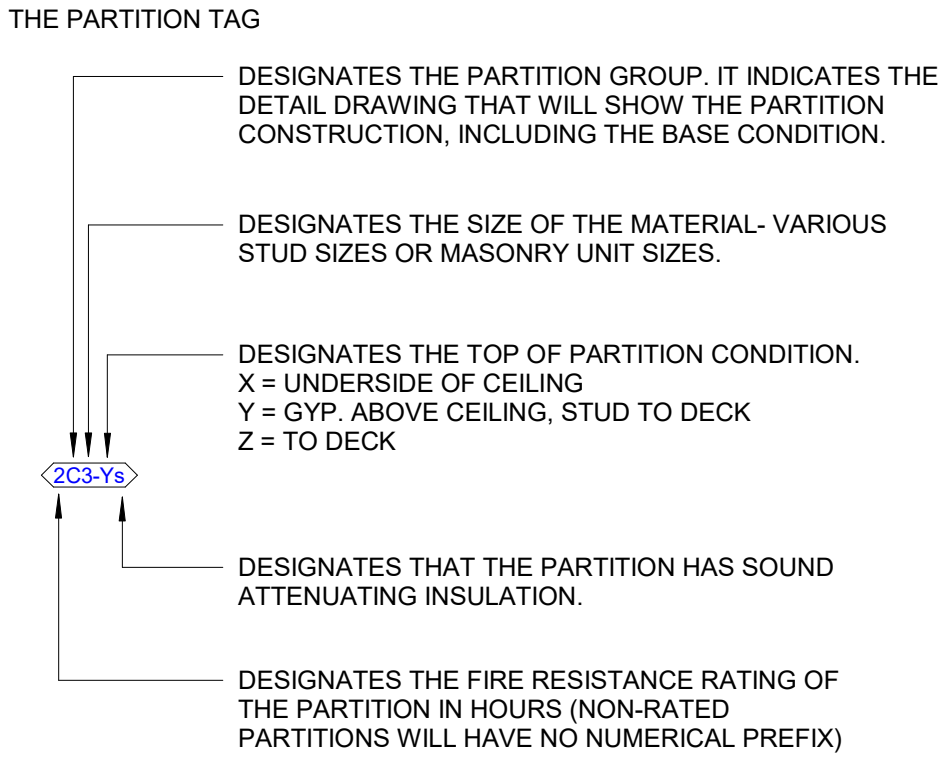 THE PARTITION TAG
DESIGNATES THE PARTITION GROUP. IT INDICATES THE
DETAIL DRAWING THAT WILL SHOW THE PARTITION
CONSTRUCTION, INCLUDING THE BASE CONDITION.
DESIGNATES THE SIZE OF THE MATERIAL- VARIOUS
STUD SIZES OR MASONRY UNIT SIZES.
DESIGNATES THE TOP OF PARTITION CONDITION.
X = UNDERSIDE OF CEILING
Y = GYP. ABOVE CEILING, STUD TO DECK
Z = TO DECK
2C3-Ys
DESIGNATES THAT THE PARTITION HAS SOUND
ATTENUATING INSULATION.
DESIGNATES THE FIRE RESISTANCE RATING OF
THE PARTITION IN HOURS (NON-RATED
PARTITIONS WILL HAVE NO NUMERICAL PREFIX)